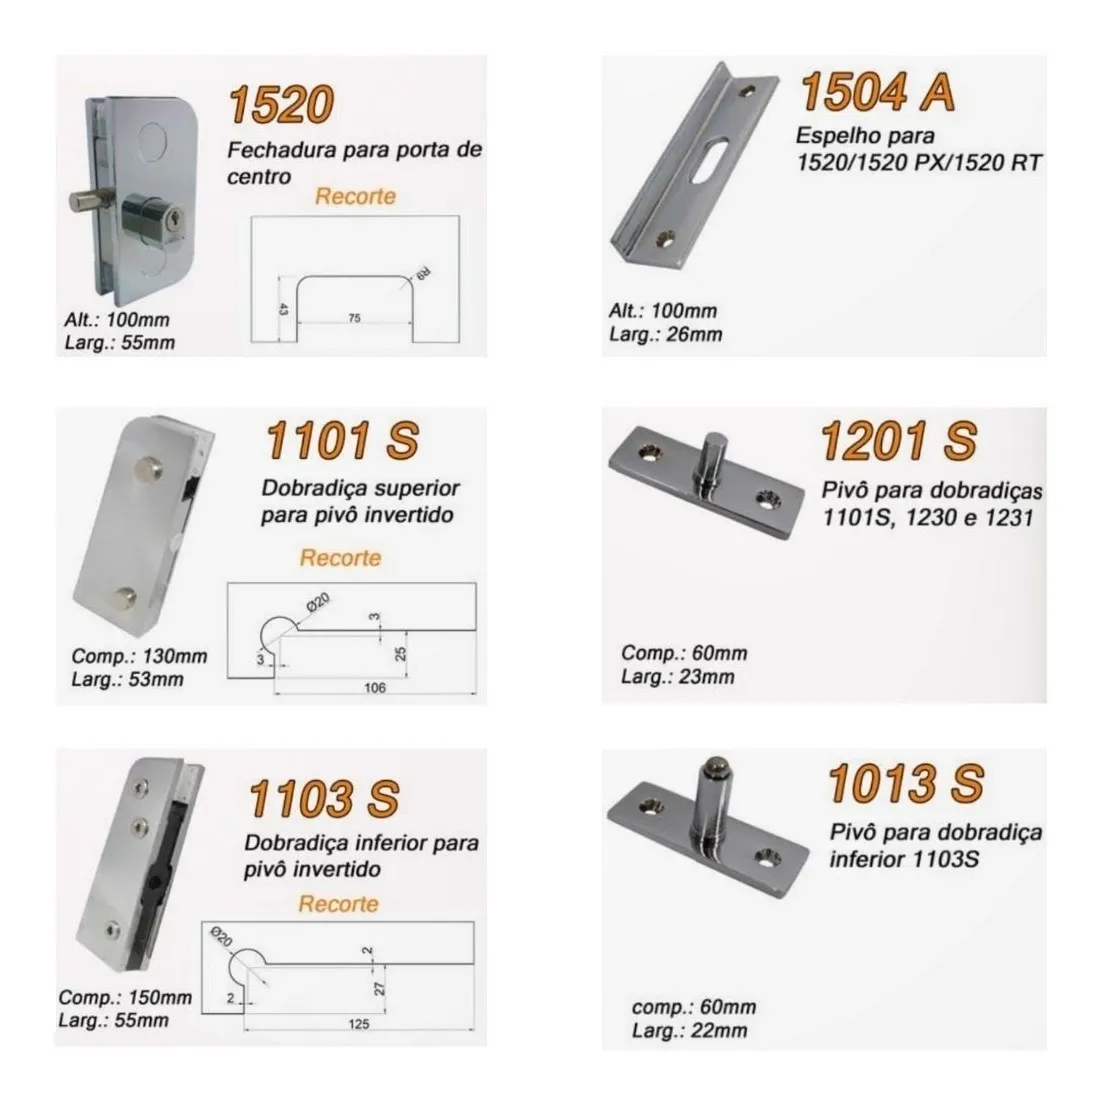 1520
Fechadura para porta de
centro
Recorte
R9
43
75
Alt.: 100mm
Larg.: 55mm
1504 A
Espelho para
1520/1520 PX/1520 RT
Alt.: 100mm
Larg.: 26mm
1101 S
Dobradiça superior
para pivô invertido
Recorte
Ø20
3
3
25
106
Comp.: 130mm
Larg.: 53mm
1201 S
Pivô para dobradiças
1101S, 1230 e 1231
Comp.: 60mm
Larg.: 23mm
1103 S
Dobradiça inferior para
pivô invertido
Recorte
Ø20
2
2
27
125
Comp.: 150mm
Larg.: 55mm
1013 S
Pivô para dobradiça
inferior 1103S
comp.: 60mm
Larg.: 22mm